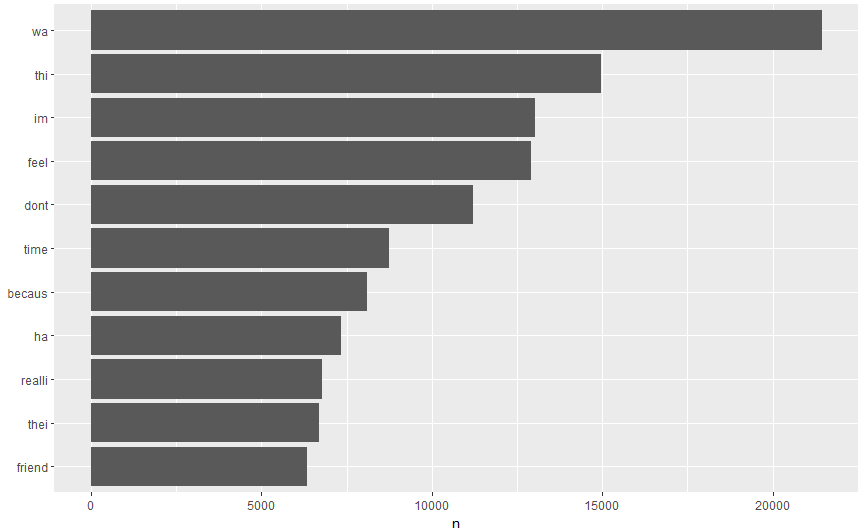 wa
thi
im
feel
dont
time
becaus
ha
realli
thei
friend
0 5000 10000 15000 20000
n